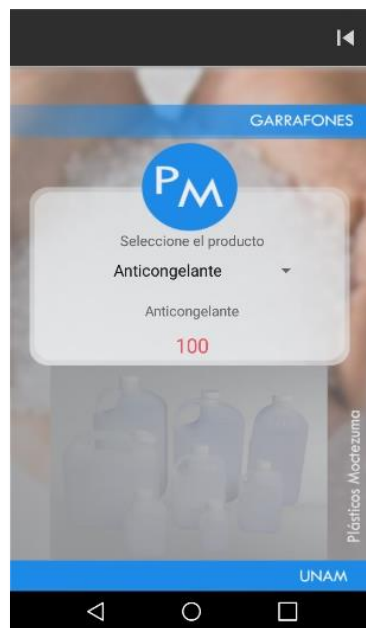 GARRAFONES
PM
Seleccione el producto
Anticongelante
Anticongelante
100
Plásticos Moctezuma
UNAM